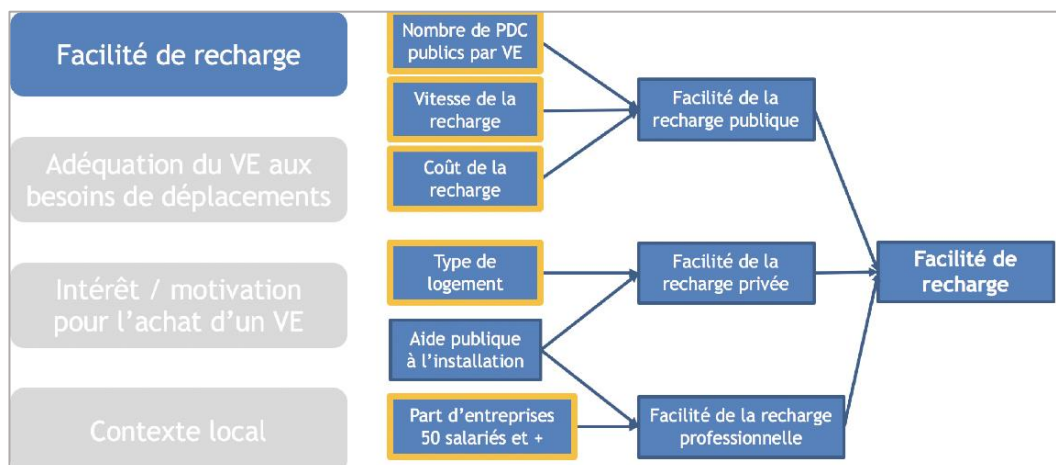 Facilité de recharge
Adéquation du VE aux
besoins de déplacements
Intérêt / motivation
pour l'achat d'un VE
Contexte local
Nombre de PDC
publics par VE
Vitesse de la
recharge
Coût de la
recharge
Type de
logement
Aide publique
à l'installation
Part d'entreprises
50 salariés et +
Facilité de la
recharge publique
Facilité de la
recharge privée
Facilité de la recharge
professionnelle
Facilité de
recharge